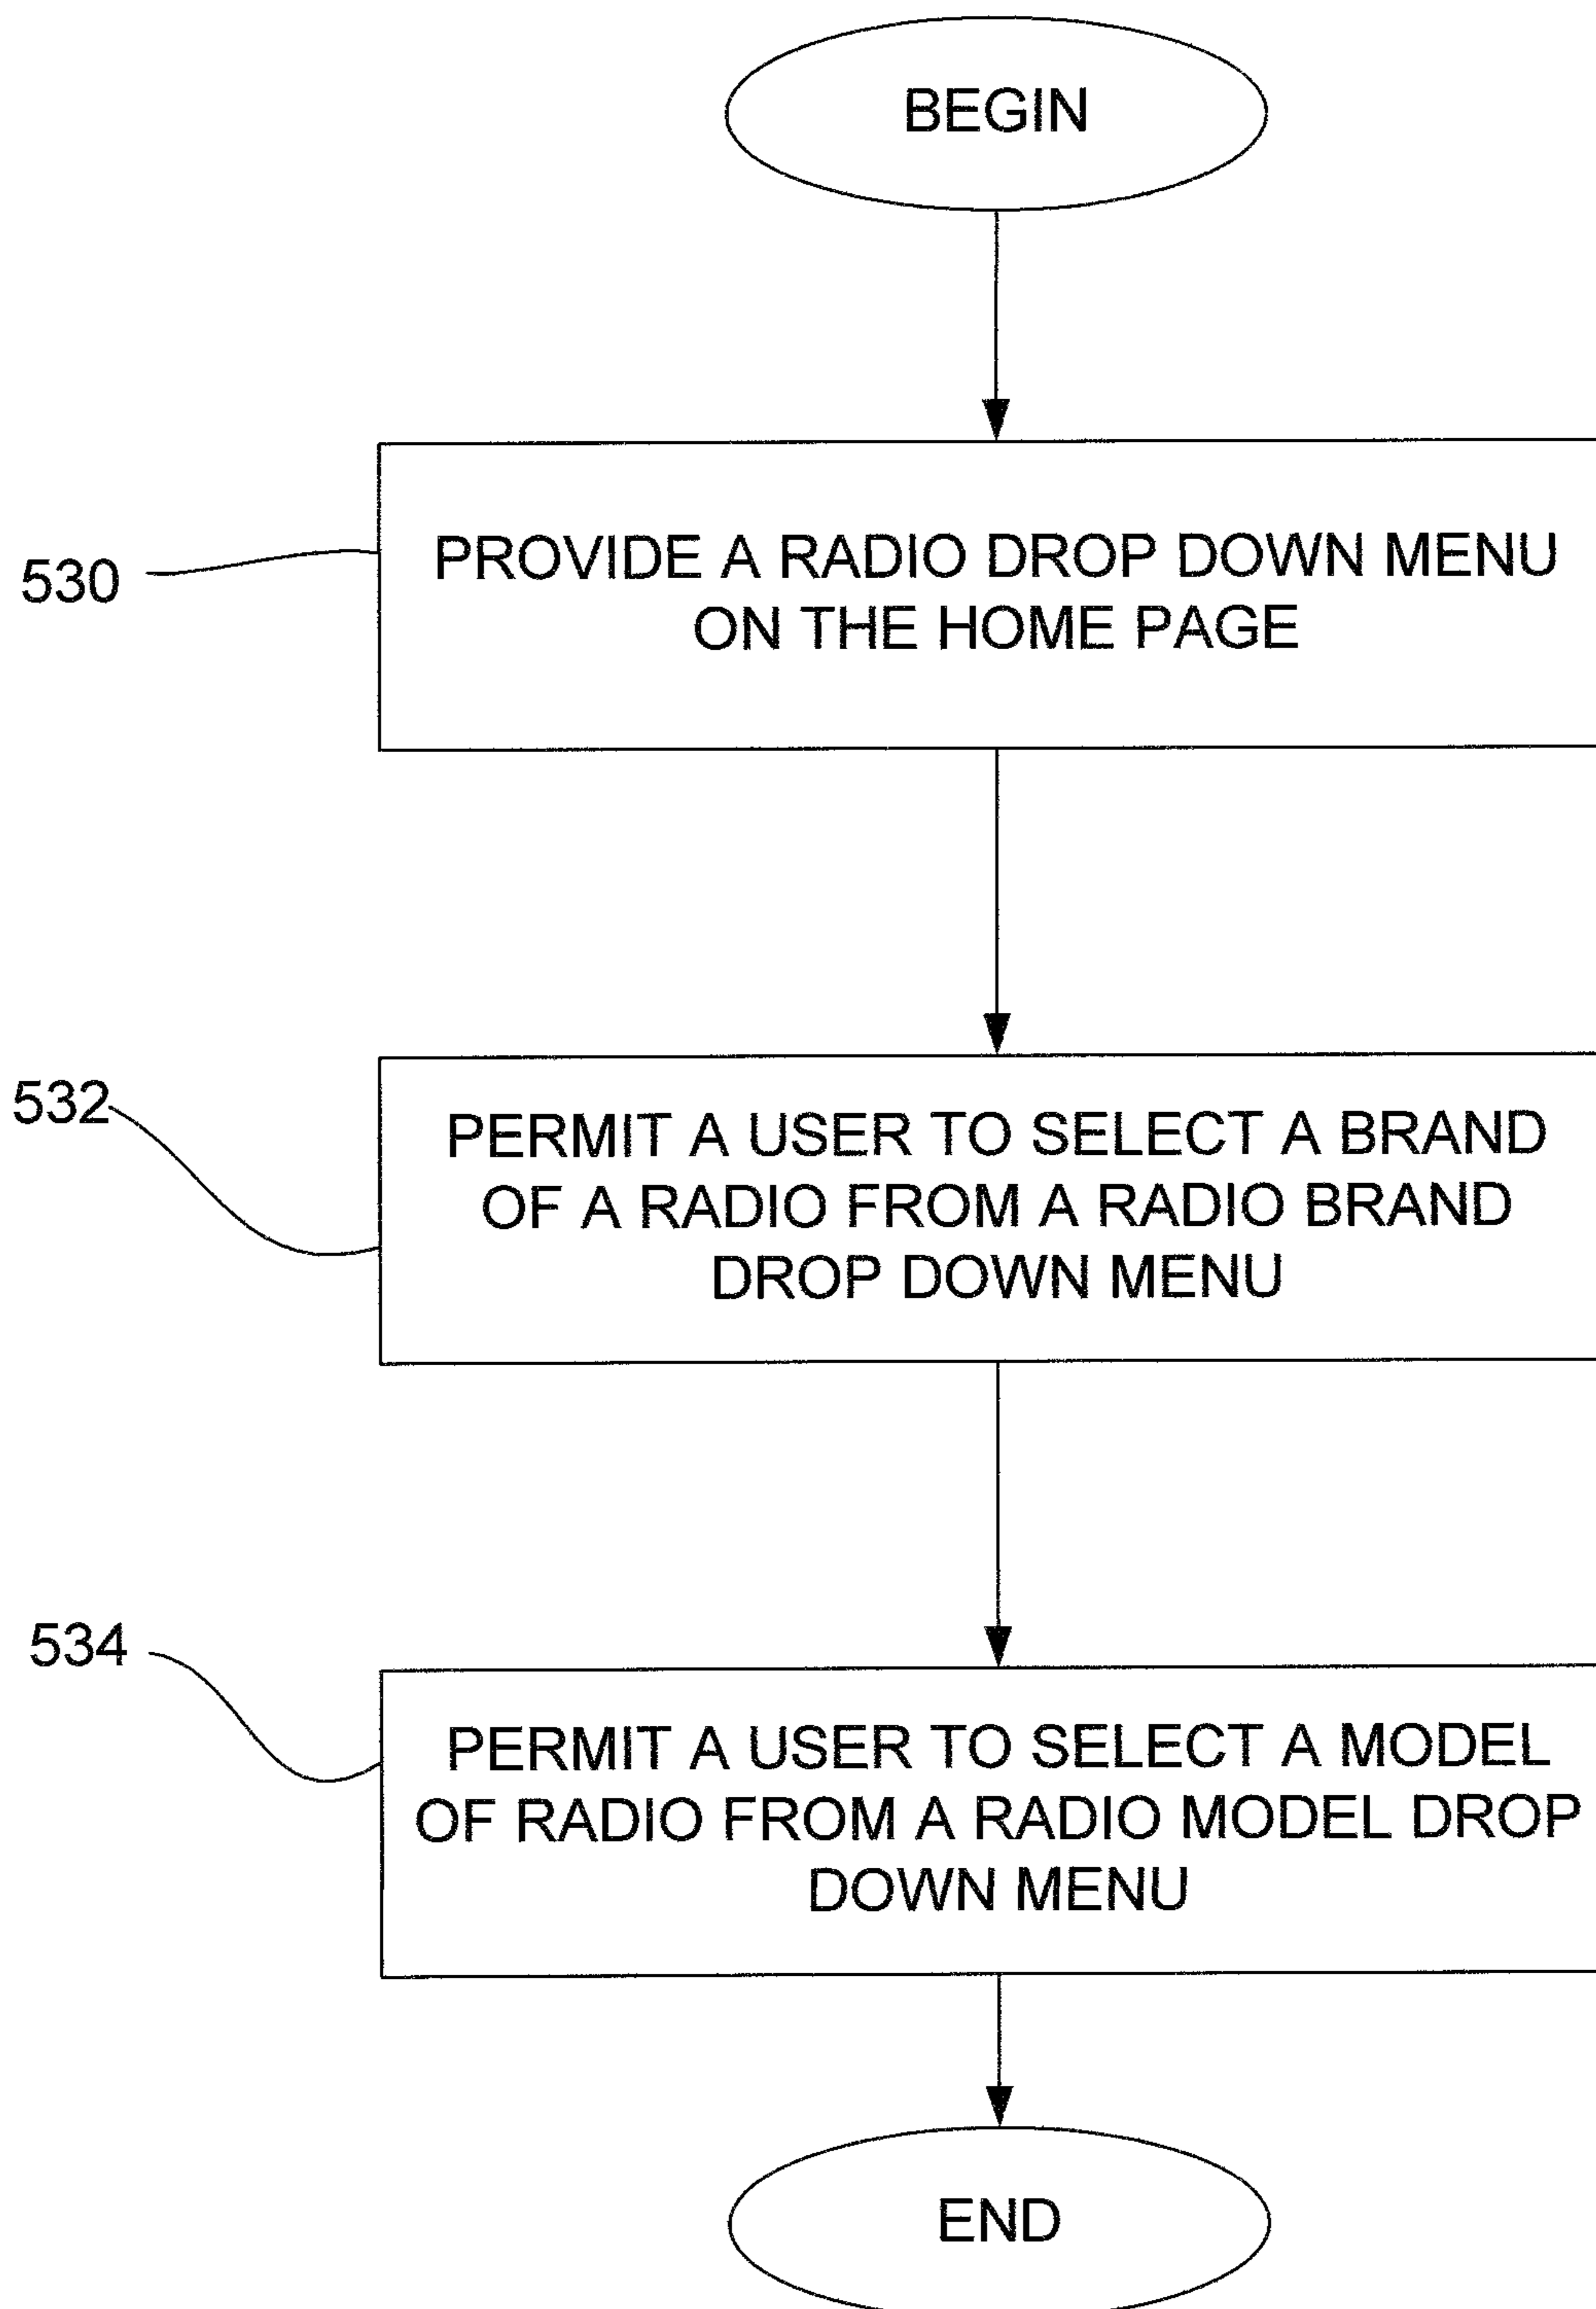 BEGIN
530
PROVIDE A RADIO DROP DOWN MENU
ON THE HOME PAGE
532
PERMIT A USER TO SELECT A BRAND
OF A RADIO FROM A RADIO BRAND
DROP DOWN MENU
534
PERMIT A USER TO SELECT A MODEL
OF RADIO FROM A RADIO MODEL DROP
DOWN MENU
END